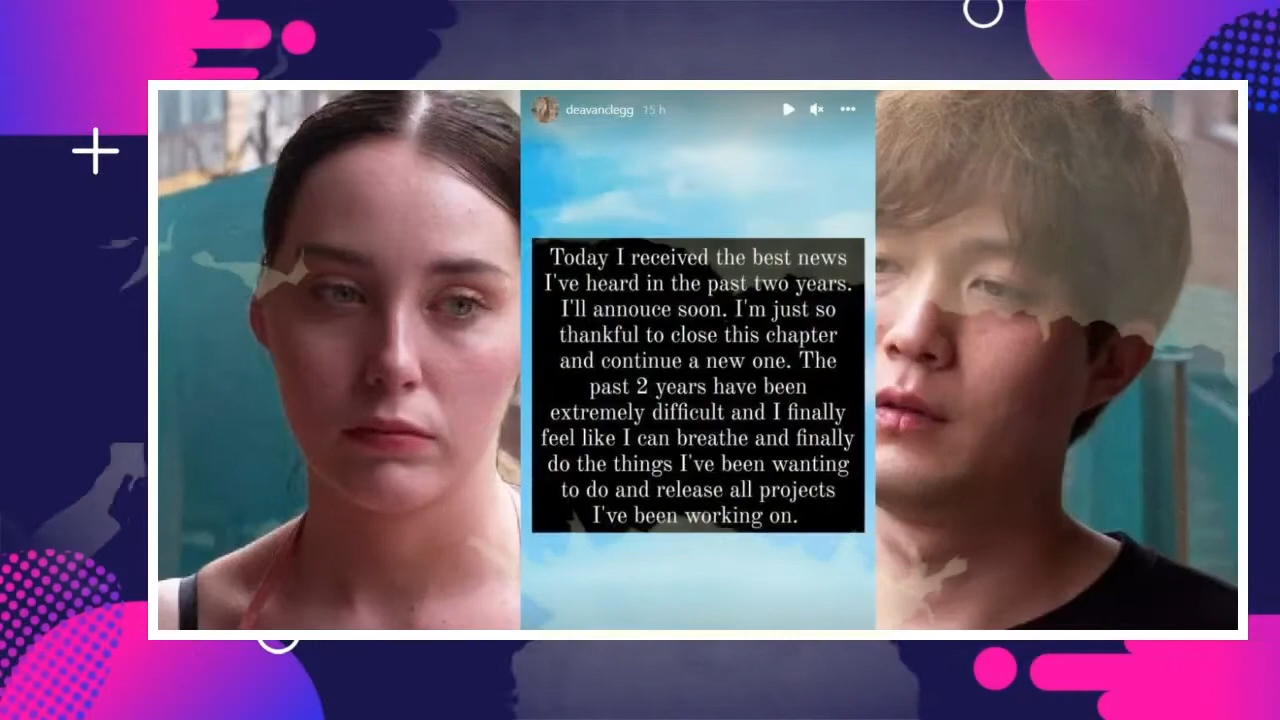 deavanclegg 15 h
Today I received the best news
I've heard in the past two years.
I'll annouce soon. I'm just so
thankful to close this chapter
and continue a new one. The
past 2 years have been
extremely difficult and I finally
feel like I can breathe and finally
do the things I've been wanting
to do and release all projects
I've been working on.